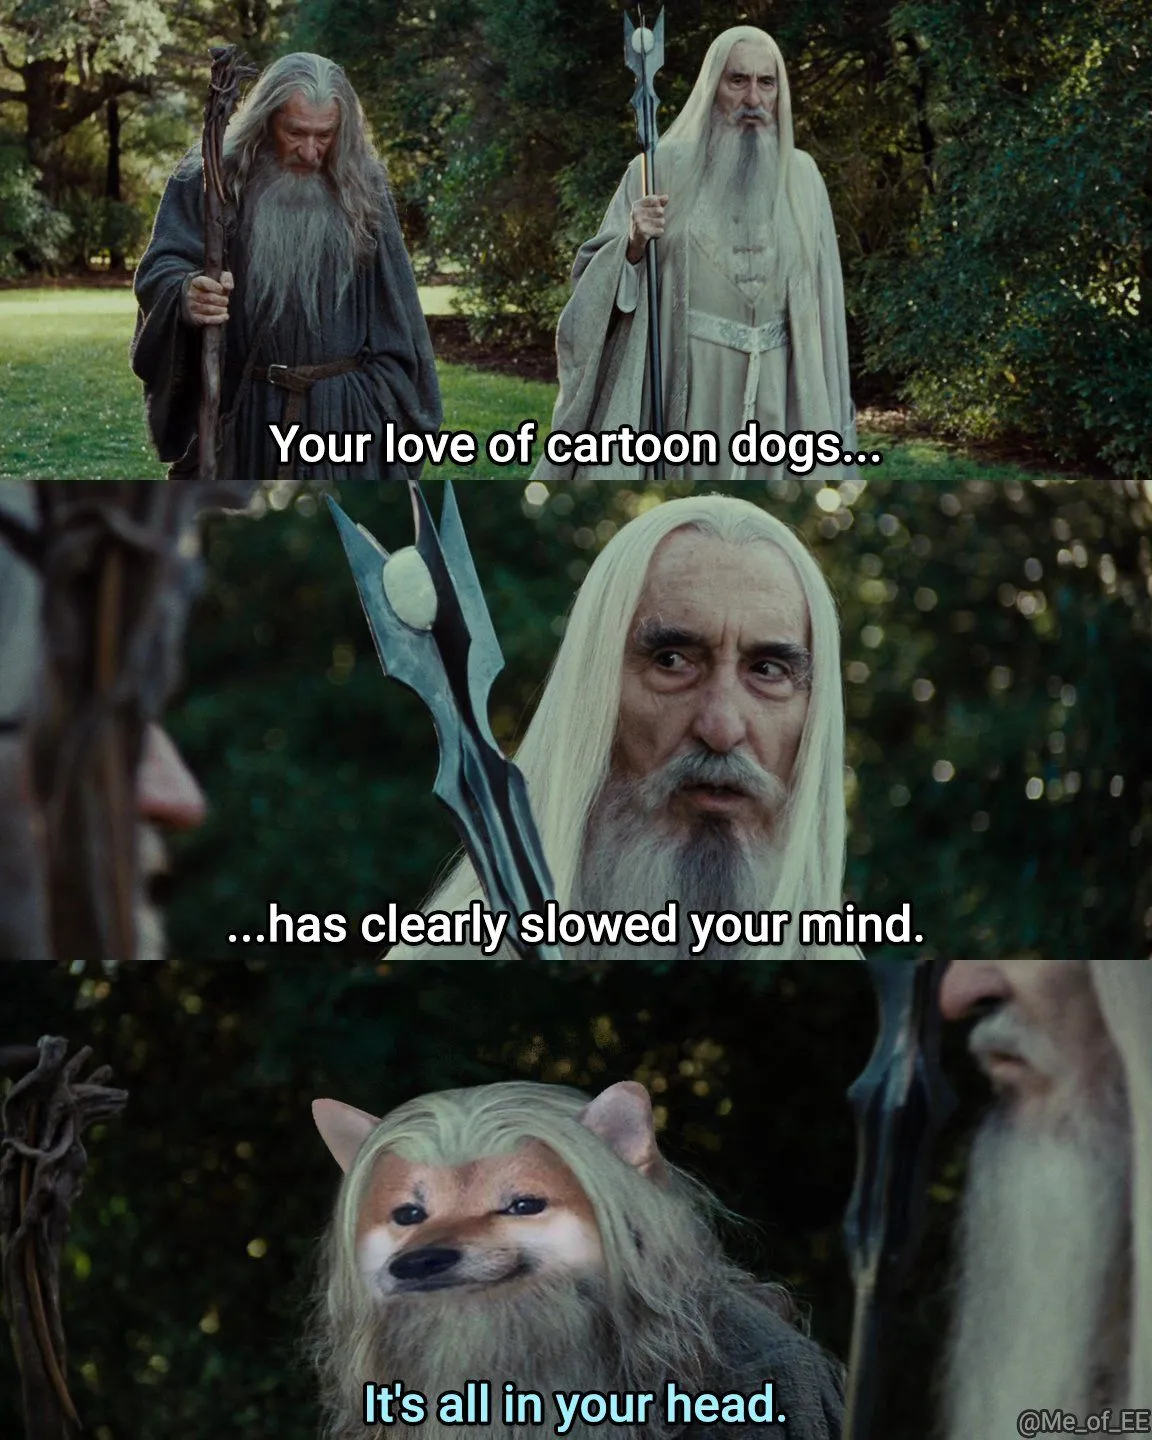 Your love of cartoon dogs...
...has clearly slowed your mind.
It's all in your head.
@Me_of_EE